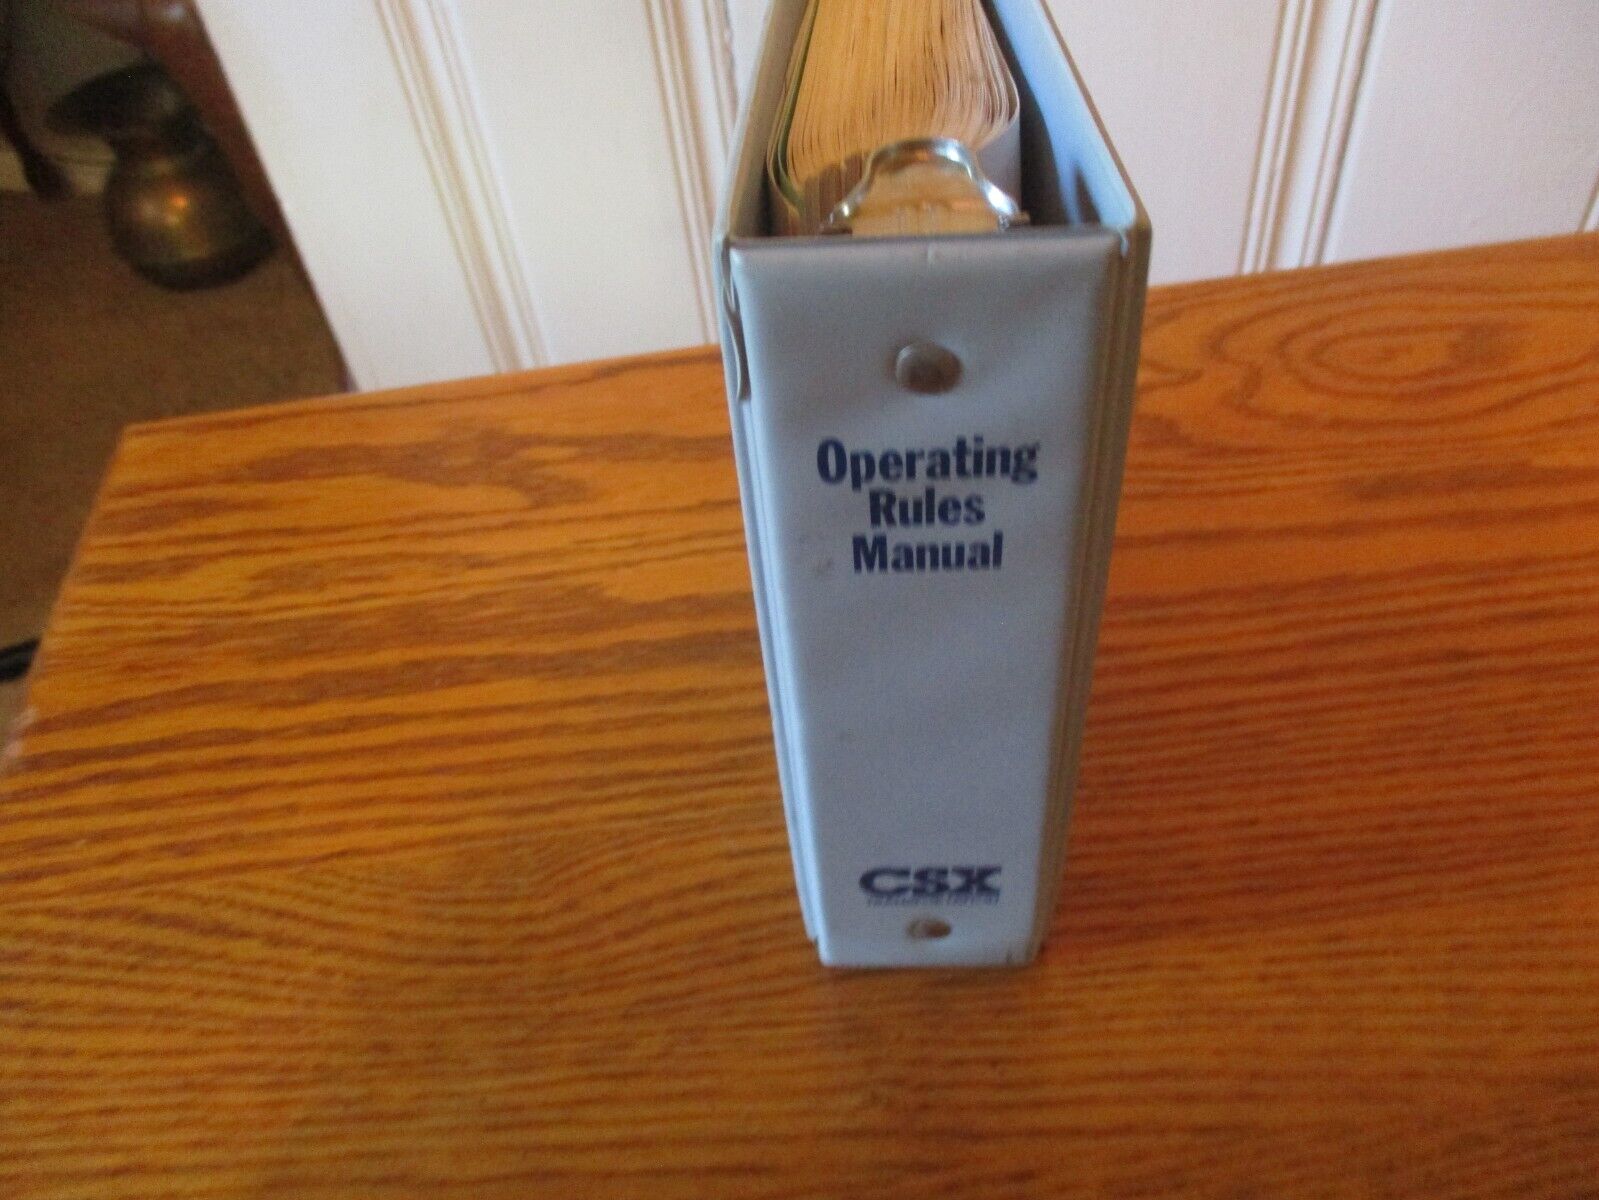 Operating
Rules
Manual
CSX